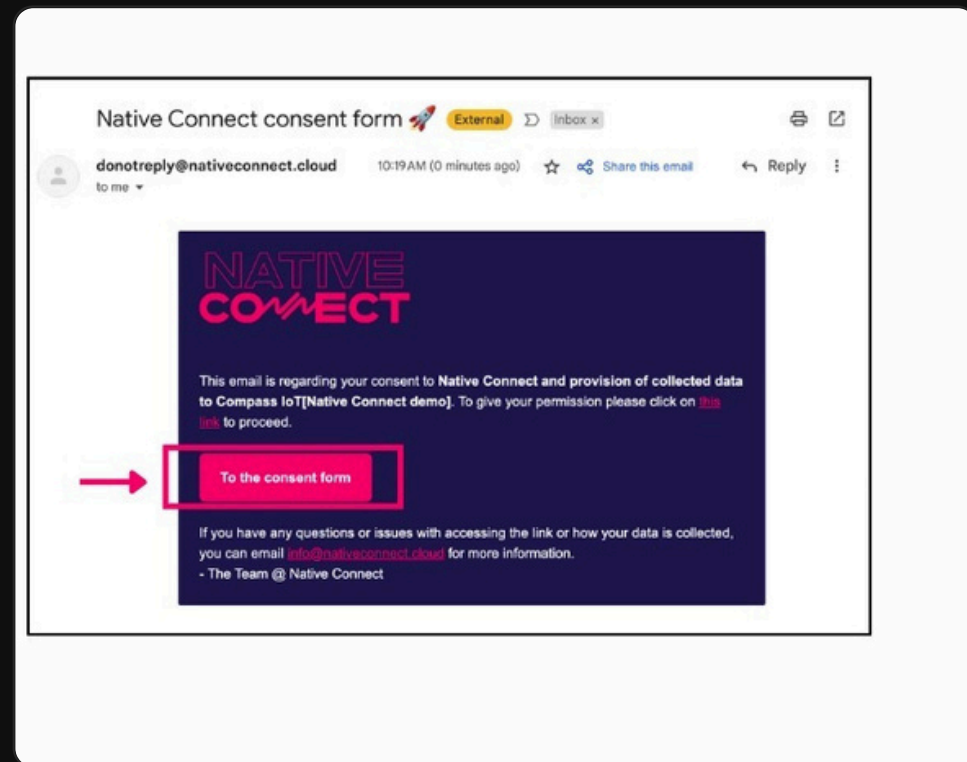 Native Connect consent form 🚀 External Inbox ×
donotreply@nativeconnect.cloud 10:19 AM (0 minutes ago) Share this email Reply
to me
NATIVE
CONNECT
This email is regarding your consent to Native Connect and provision of collected data
to Compass IoT[Native Connect demo]. To give your permission please click on this
link to proceed.
To the consent form
If you have any questions or issues with accessing the link or how your data is collected,
you can email info@nativeconnect.cloud for more information.
- The Team @ Native Connect